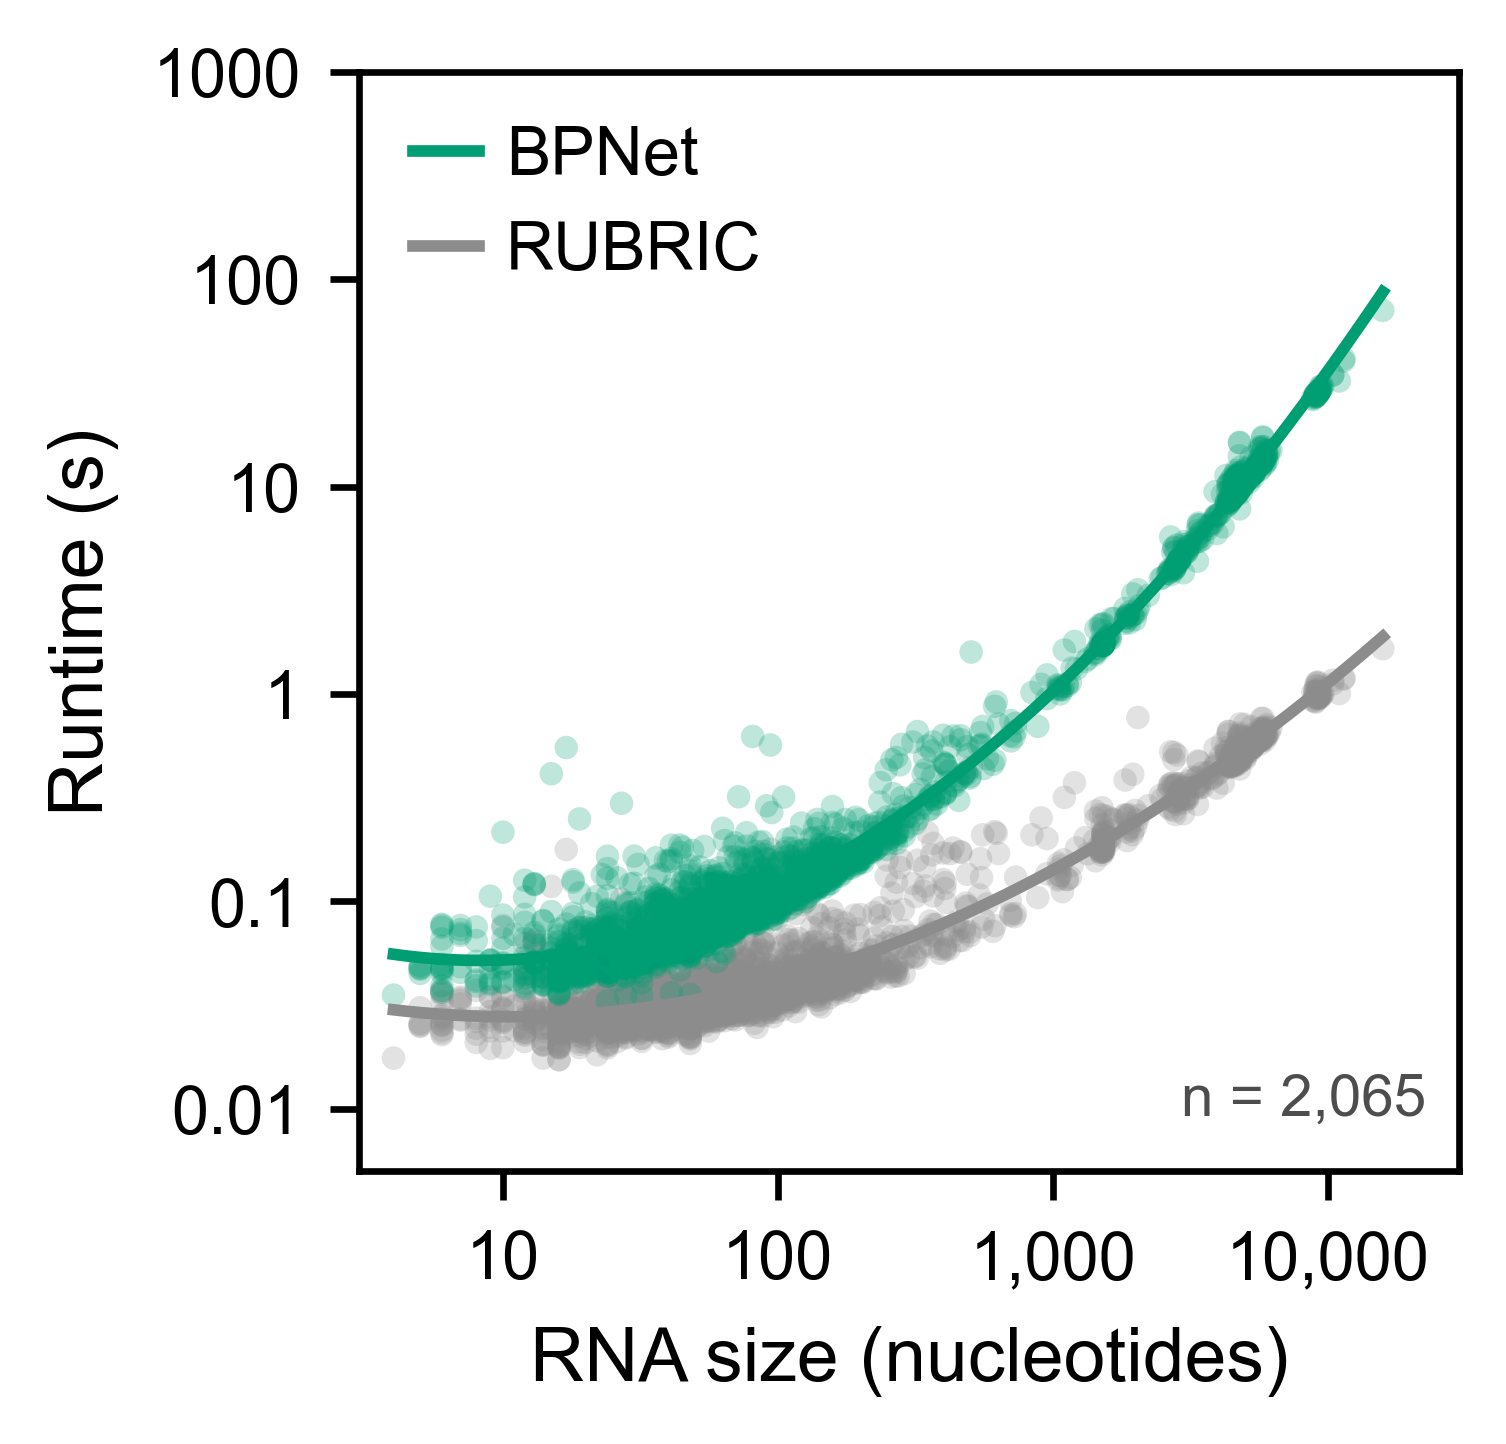 1000
100
10
1
0.1
0.01
Runtime (s)
BPNet
RUBRIC
n = 2,065
10
100
1,000
10,000
RNA size (nucleotides)